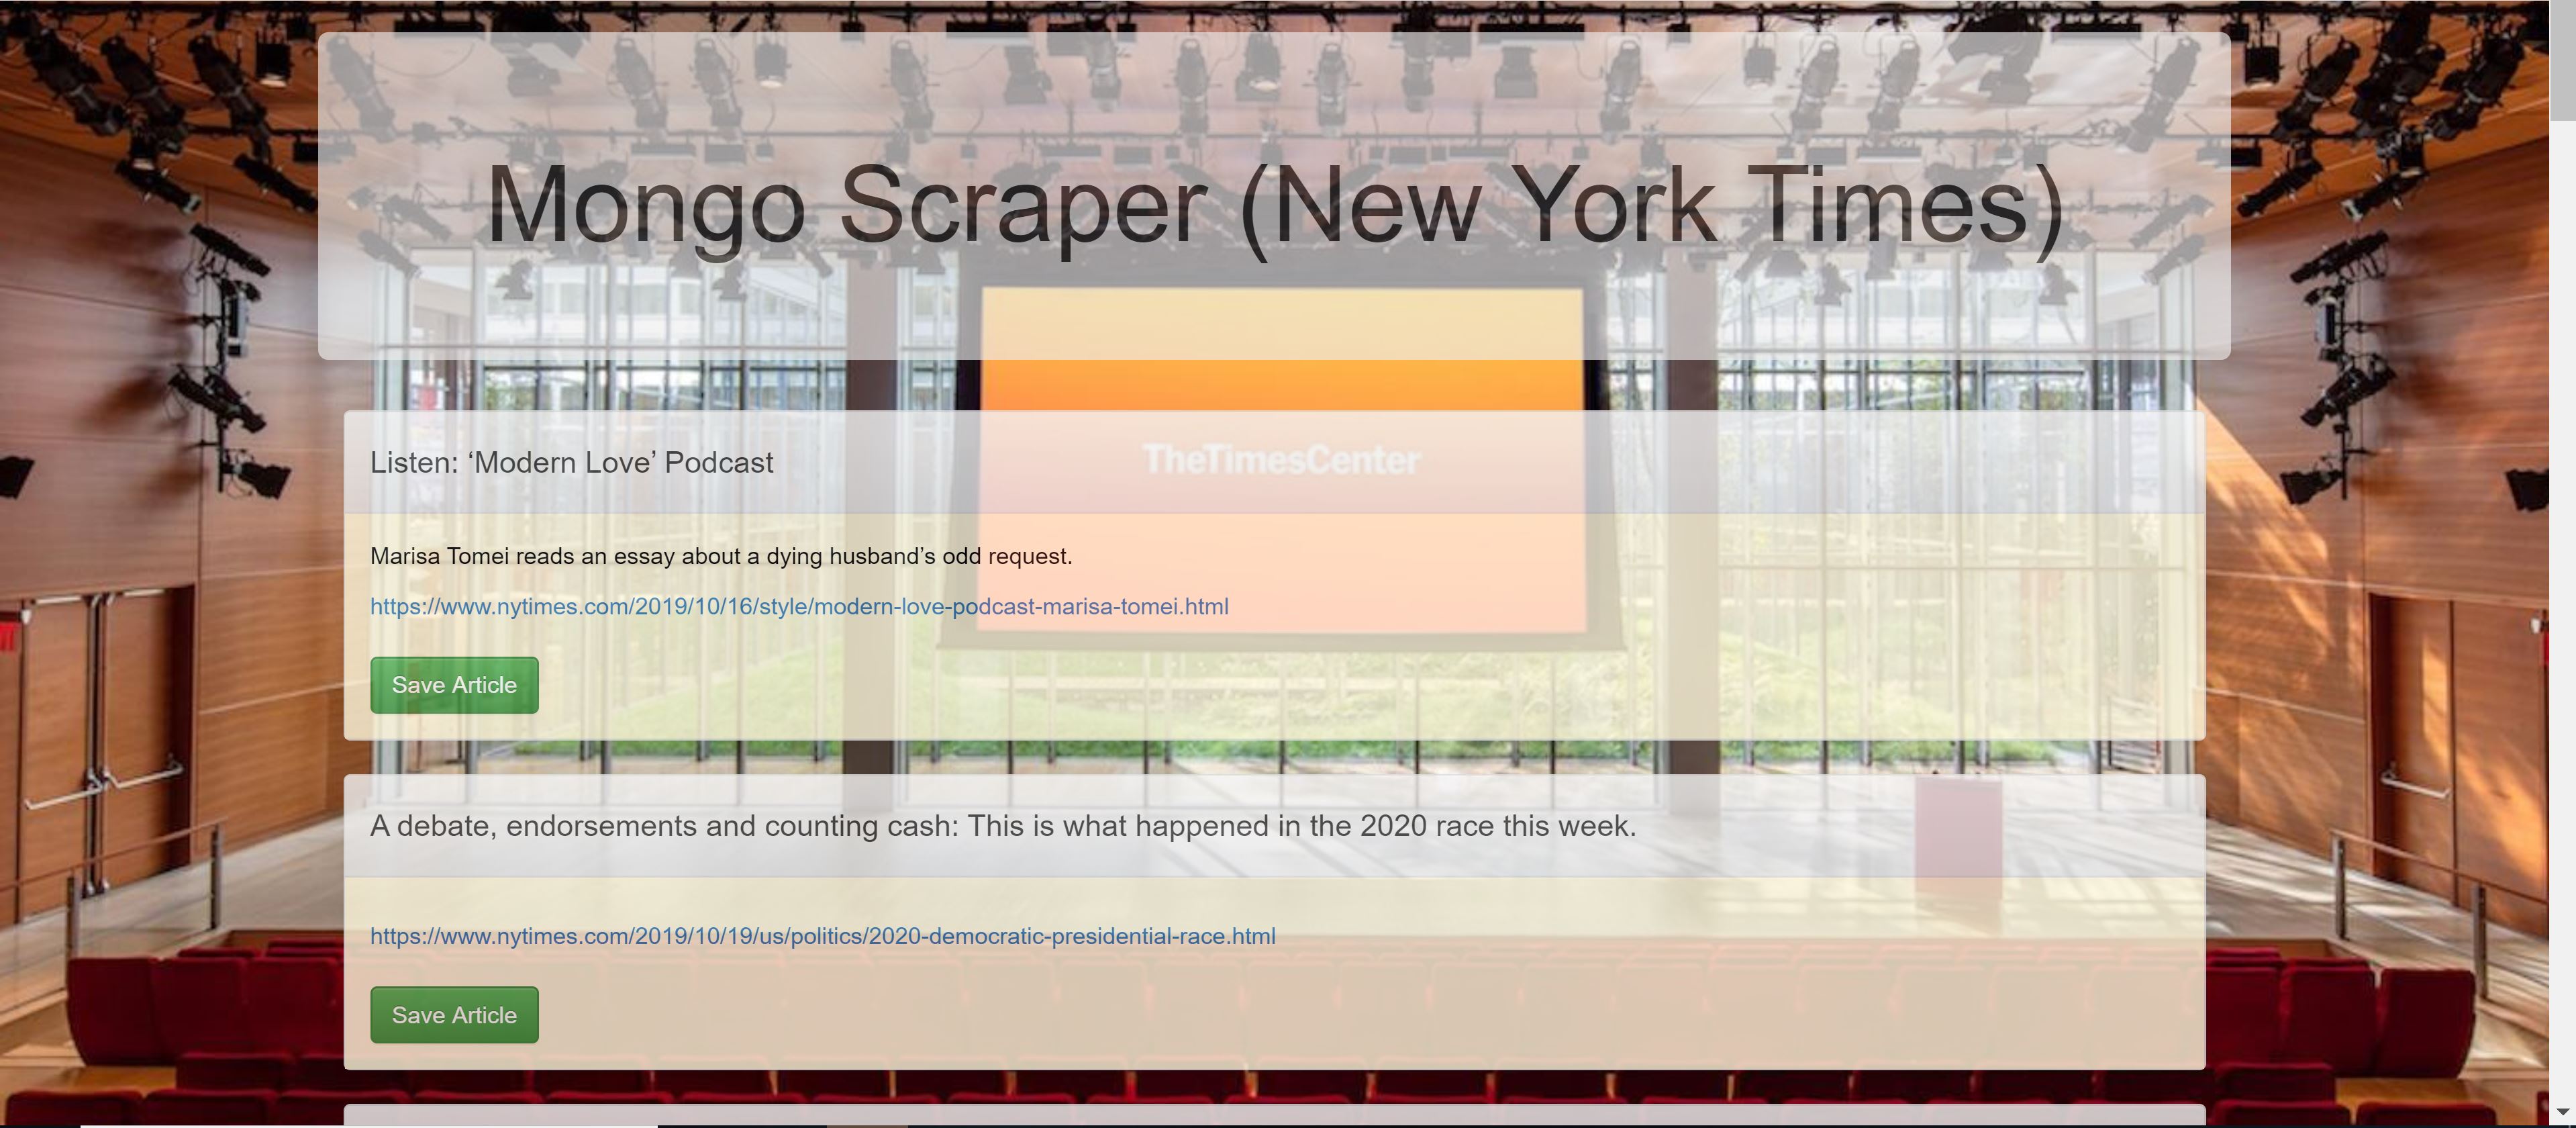 Mongo Scraper (New York Times)
TheTimesCenter
Listen: ‘Modern Love’ Podcast
Marisa Tomei reads an essay about a dying husband’s odd request.
https://www.nytimes.com/2019/10/16/style/modern-love-podcast-marisa-tomei.html
Save Article
A debate, endorsements and counting cash: This is what happened in the 2020 race this week.
https://www.nytimes.com/2019/10/19/us/politics/2020-democratic-presidential-race.html
Save Article